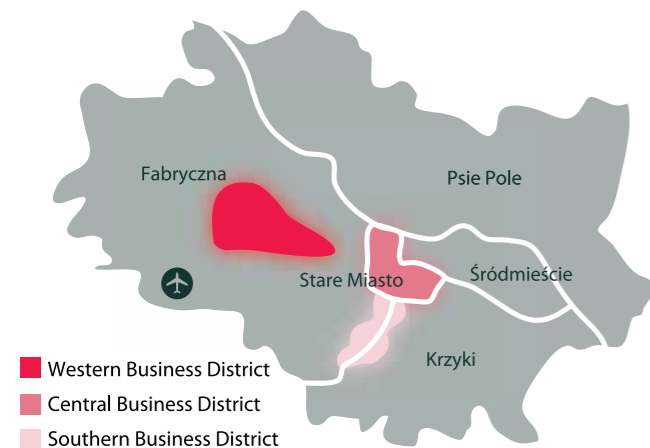 Fabryczna
Psie Pole
Stare Miasto
Śródmieście
Krzyki
Western Business District
Central Business District
Southern Business District